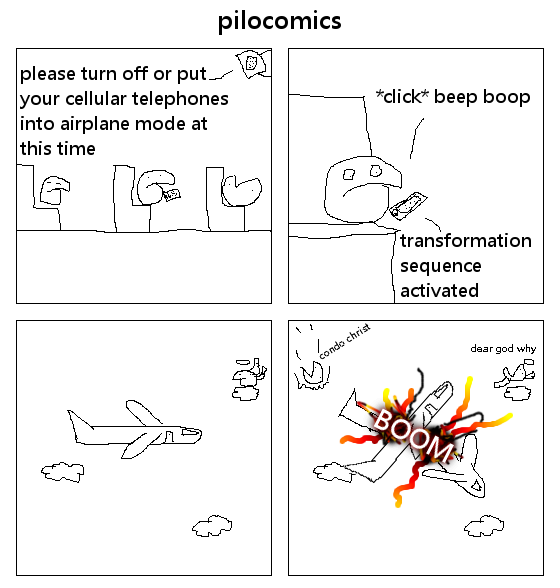 pilocomics
please turn off or put
your cellular telephones
into airplane mode at
this time
*click* beep boop
transformation
sequence
activated
condo christ
dear god why
BOOM